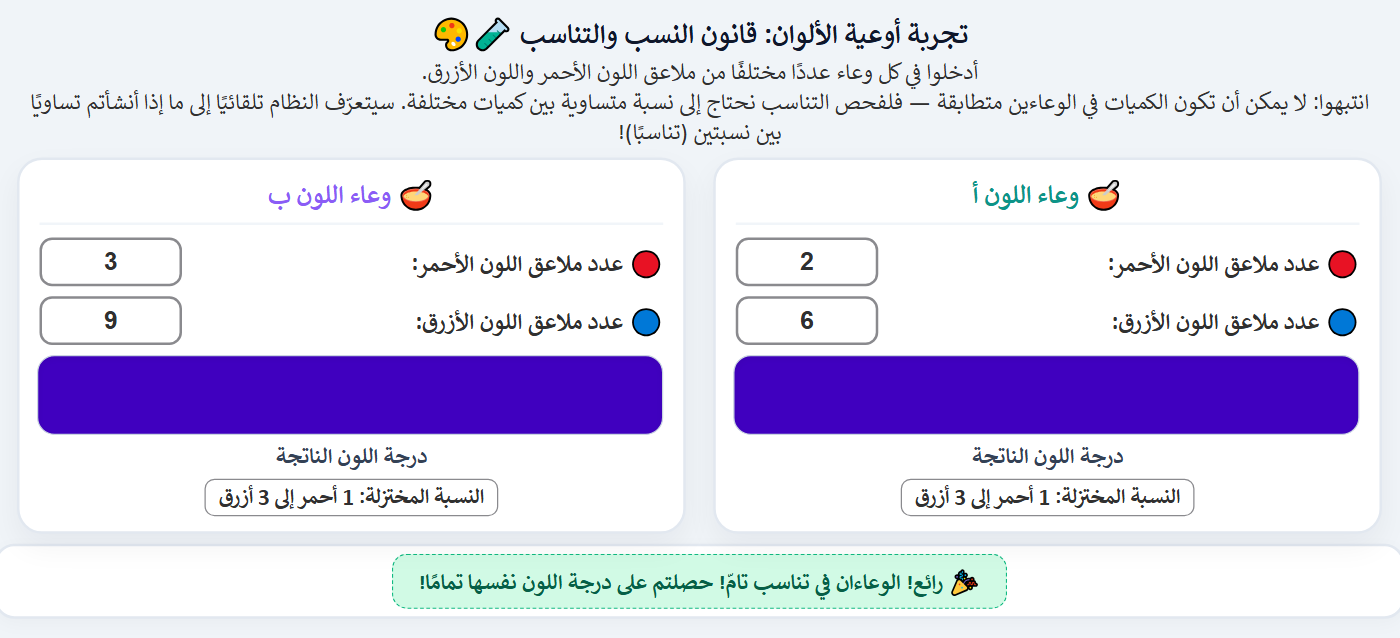 تجربة أوعية الألوان: قانون النسب والتناسب
أدخلوا في كل وعاء عددًا مختلفًا من ملاعق اللون الأحمر واللون الأزرق.
انتبهوا: لا يمكن أن تكون الكميات في الوعاءين متطابقة — فلفحص التناسب نحتاج إلى نسبة متساوية بين كميات مختلفة. سيتعرّف النظام تلقائيًا إلى ما إذا أنشأتم تساويًا
بين نسبتين (تناسبًا)!
وعاء اللون أ
عدد ملاعق اللون الأحمر:
2
عدد ملاعق اللون الأزرق:
6
درجة اللون الناتجة
النسبة المختزلة: 1 أحمر إلى 3 أزرق
وعاء اللون ب
عدد ملاعق اللون الأحمر:
3
عدد ملاعق اللون الأزرق:
9
درجة اللون الناتجة
النسبة المختزلة: 1 أحمر إلى 3 أزرق
رائع! الوعاءان في تناسب تامّ! حصلتم على درجة اللون نفسها تمامًا!